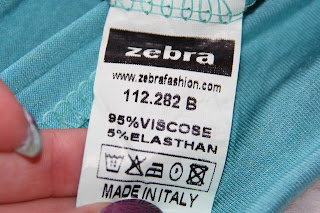 zebra
www.zebrafashion.com
112.282 B
95%VISCOSE
5%ELASTHAN
MADE IN ITALY